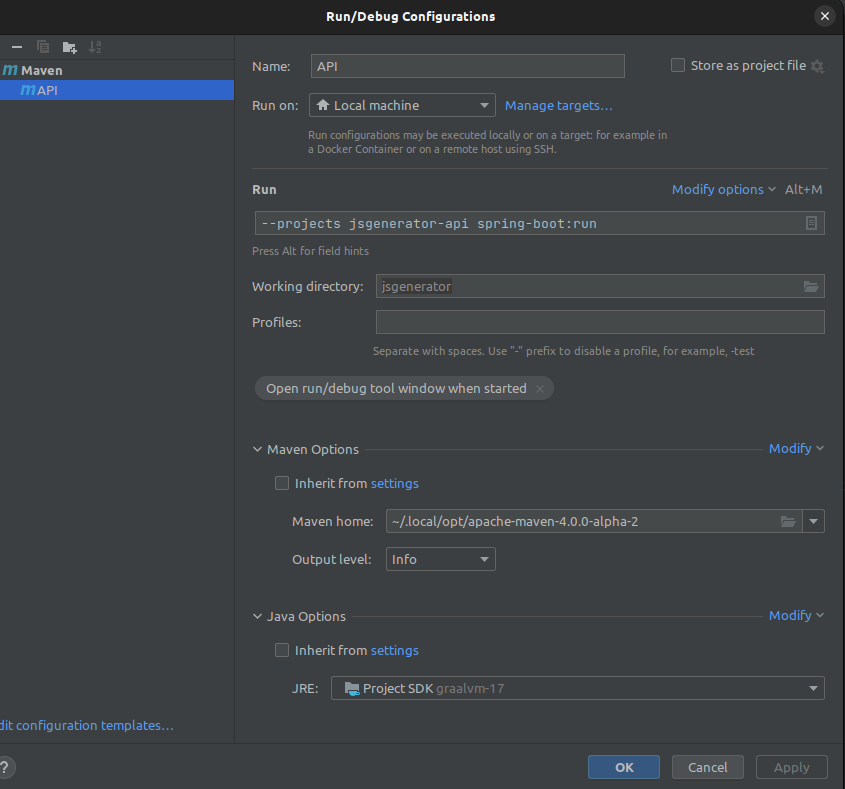 Run/Debug Configurations
Maven
API
Name: API
Store as project file
Run on: Local machine
Manage targets...
Run configurations may be executed locally or on a target: for example in
a Docker Container or on a remote host using SSH.
Run
Modify options Alt+M
--projects jsgenerator-api spring-boot:run
Press Alt for field hints
Working directory: jsgenerator
Profiles:
Separate with spaces. Use "-" prefix to disable a profile, for example, -test
Open run/debug tool window when started
Maven Options
Modify
Inherit from settings
Maven home: ~/.local/opt/apache-maven-4.0.0-alpha-2
Output level: Info
Java Options
Modify
Inherit from settings
JRE: Project SDK graalvm-17
dit configuration templates...
?
OK
Cancel
Apply